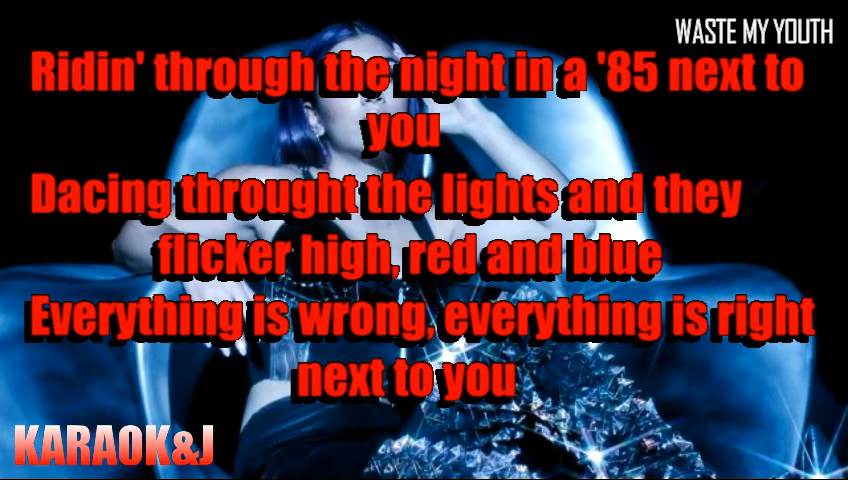 WASTE MY YOUTH
Ridin' through the night in a '85 next to
you
Dacing throught the lights and they
flicker high, red and blue
Everything is wrong, everything is right
next to you
KARAOK&J